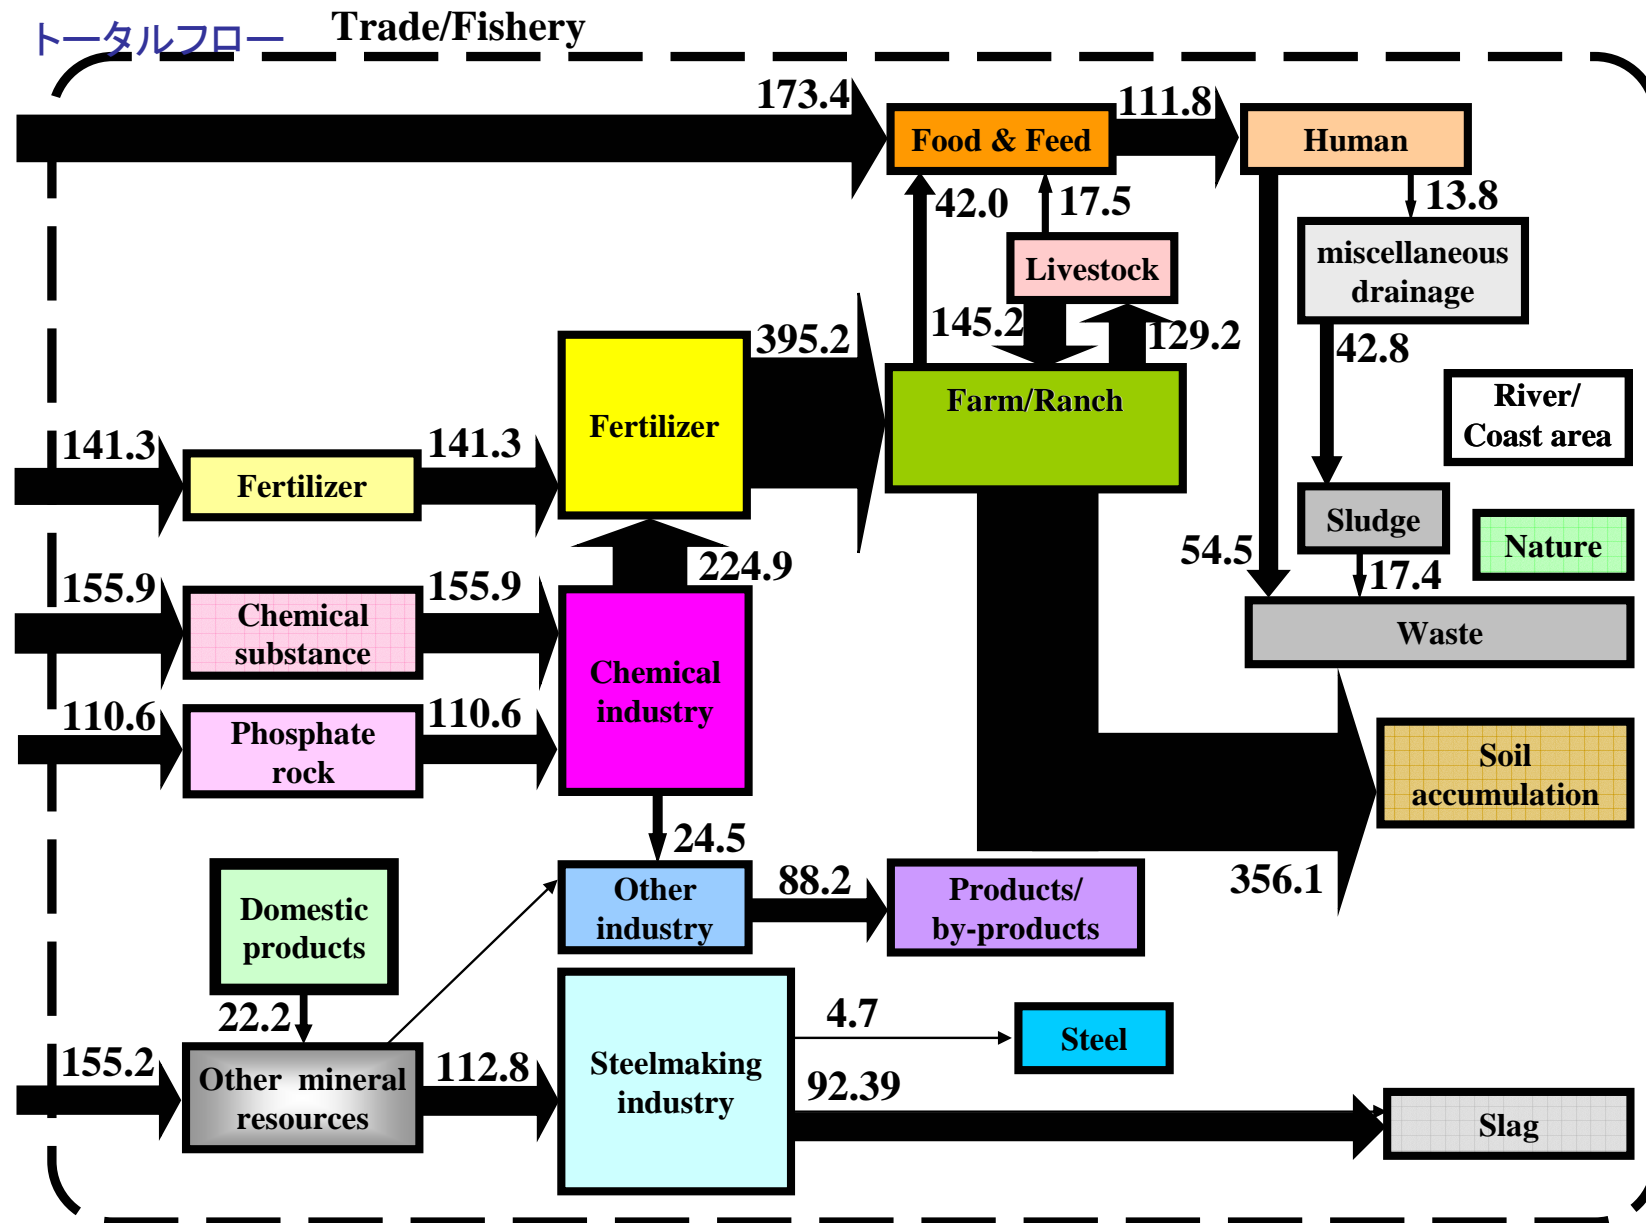 トータルフロー
Trade/Fishery
173.4
111.8
Food & Feed
Human
42.0
17.5
13.8
Livestock
miscellaneous
drainage
395.2
145.2
129.2
42.8
Fertilizer
Farm/Ranch
River/
Coast area
141.3
141.3
Fertilizer
Sludge
Nature
54.5
224.9
17.4
155.9
155.9
Chemical
substance
Waste
Chemical
industry
110.6
110.6
Phosphate
rock
Soil
accumulation
24.5
88.2
356.1
Domestic
products
Other
industry
Products/
by-products
22.2
4.7
Steel
155.2
112.8
Other mineral
resources
Steelmaking
industry
92.39
Slag